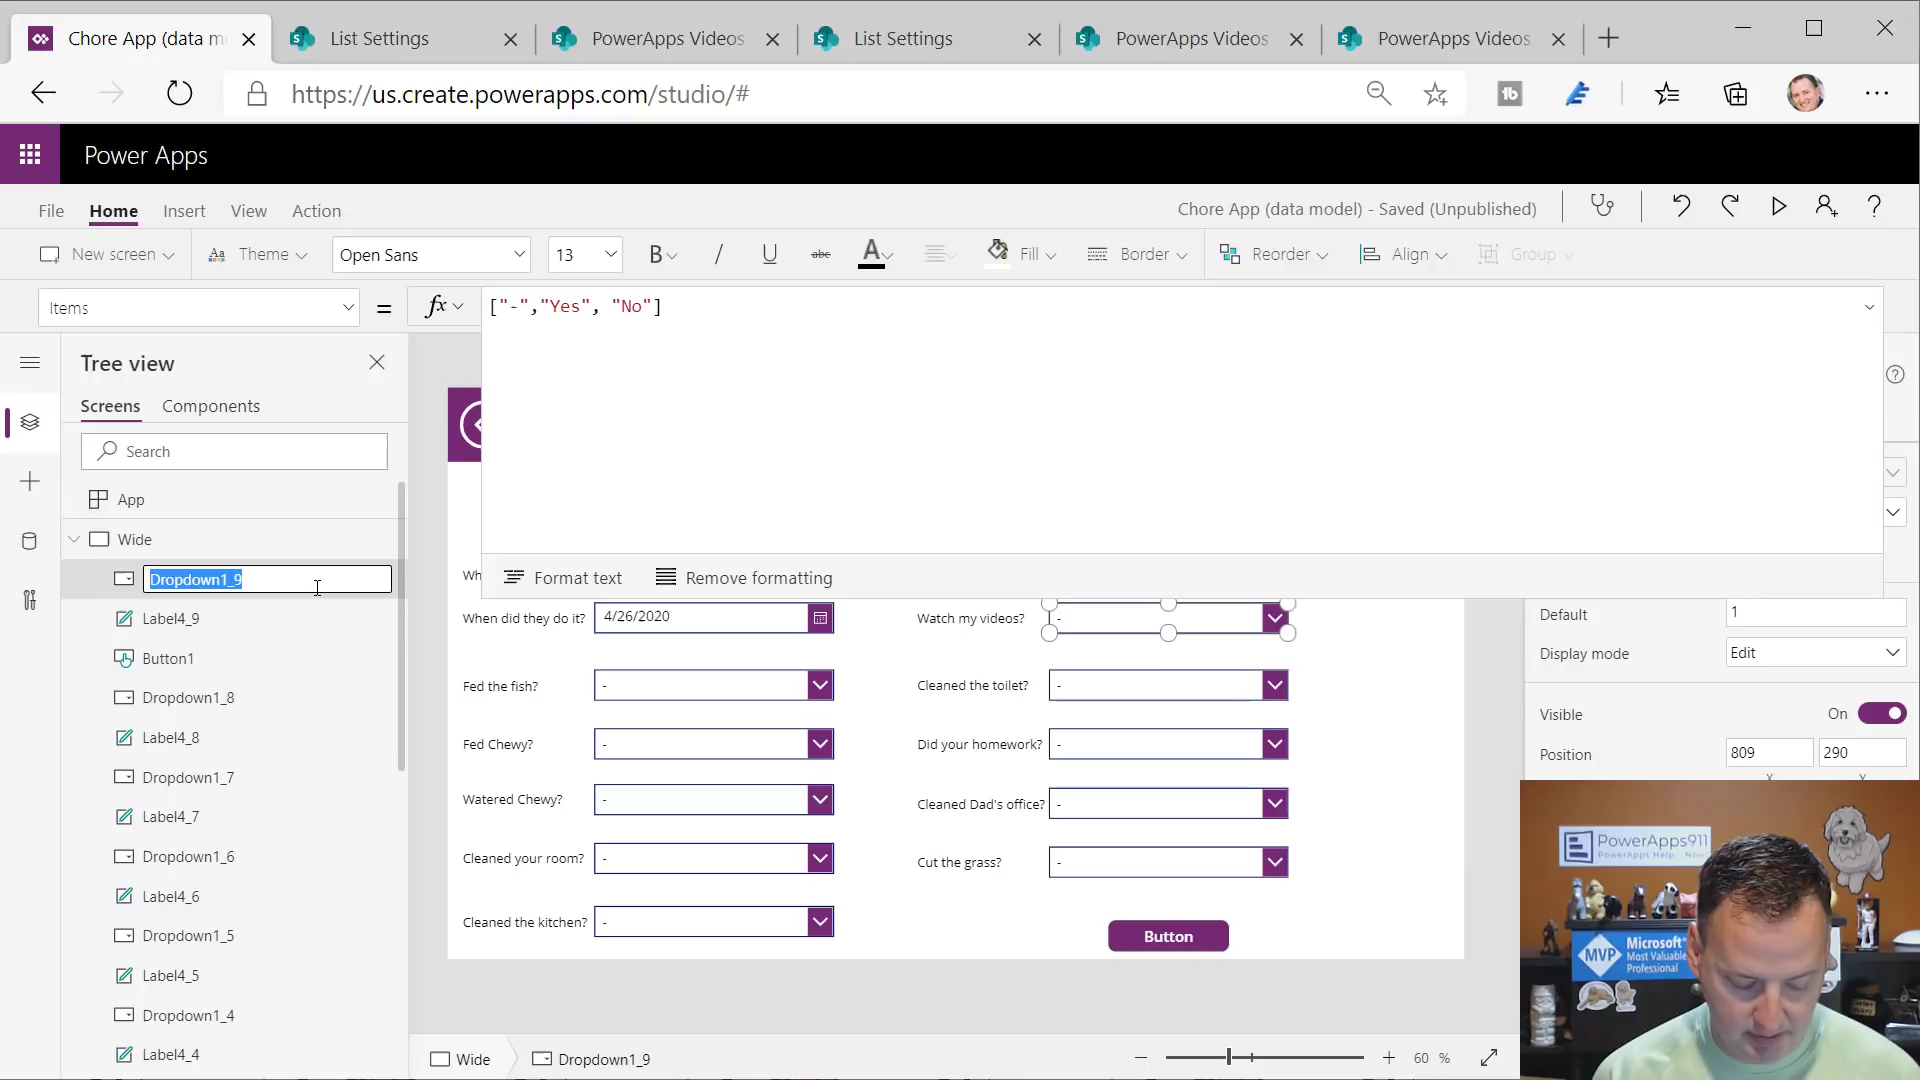 Chore App (data m
List Settings
PowerApps Videos
List Settings
PowerApps Videos
PowerApps Videos
https://us.create.powerapps.com/studio/#
Power Apps
File
Home
Insert
View
Action
Chore App (data model) - Saved (Unpublished)
New screen
Theme
Open Sans
13
Fill
Border
Reorder
Align
Group
Items
=
fx
["-","Yes", "No"]
Tree view
Screens
Components
Search
App
Wide
Dropdown1_9
Label4_9
Button1
Dropdown1_8
Label4_8
Dropdown1_7
Label4_7
Dropdown1_6
Label4_6
Dropdown1_5
Label4_5
Dropdown1_4
Label4_4
Format text
Remove formatting
Wh
When did they do it?
4/26/2020
Watch my videos?
-
Fed the fish?
-
Cleaned the toilet?
-
Fed Chewy?
-
Did your homework?
-
Watered Chewy?
-
Cleaned Dad's office?
-
Cleaned your room?
-
Cut the grass?
-
Cleaned the kitchen?
-
Button
Default
1
Display mode
Edit
Visible
On
Position
809
290
X
Y
PowerApps911
PowerApps Help... Now!
MVP
Microsoft
Most Valuable
Professional
Wide
Dropdown1_9
60 %